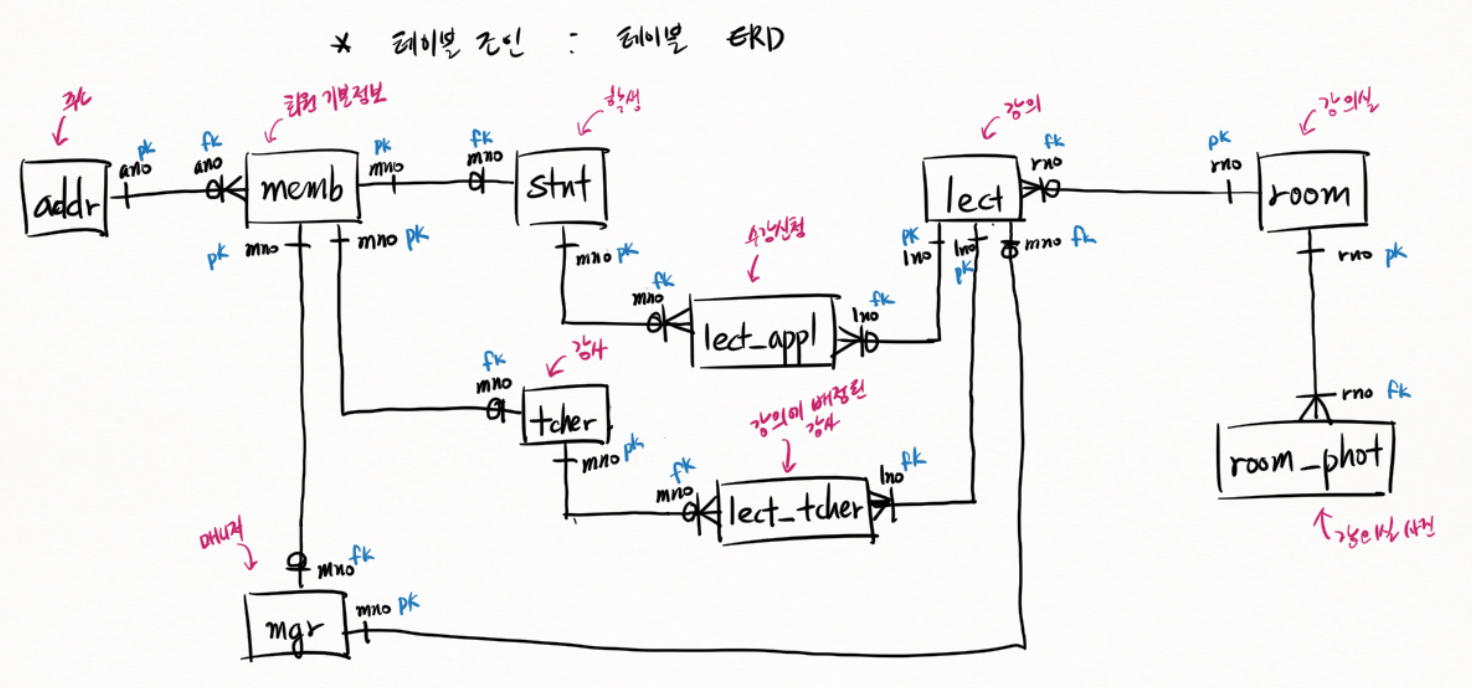 * 테이블 조인 : 테이블 ERD
주소
회원 기본정보
학생
강의
강의실
addr
ano pk
fk
ano
memb
pk
mno
fk
mno
stnt
lect
fk
rno
pk
rno
room
pk mno
mno pk
mno pk
수강신청
pk
lno
lno
pk
mno fk
rno pk
fk
mno
lect_appl
fk
lno
강사
fk
mno
tcher
강의에 배정된
강사
rno fk
room_phot
mno pk
fk
mno
lect_tcher
fk
lno
강의실 사진
매니저
mno fk
mgr
mno pk